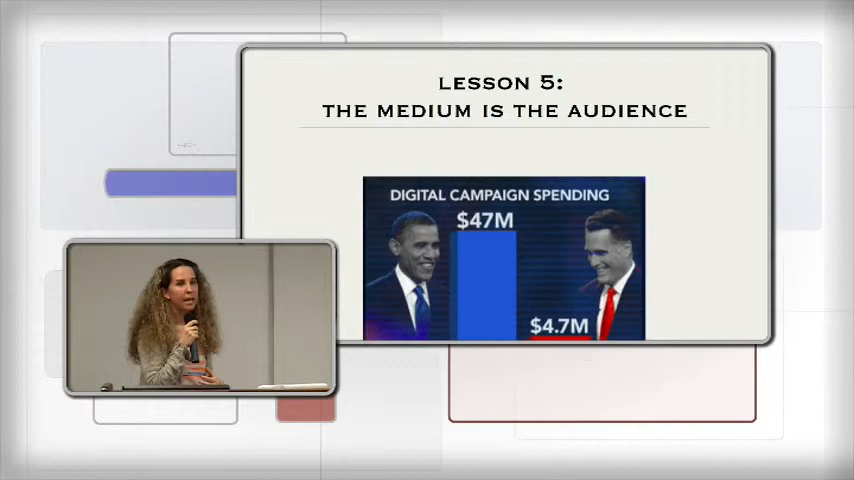 LESSON 5:
THE MEDIUM IS THE AUDIENCE
DIGITAL CAMPAIGN SPENDING
$47M
$4.7M